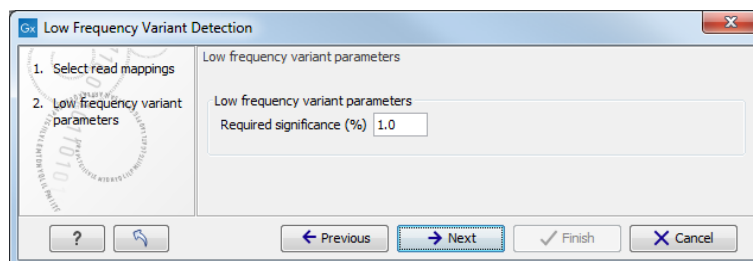 Gx Low Frequency Variant Detection
1. Select read mappings
2. Low frequency variant
parameters
Low frequency variant parameters
Low frequency variant parameters
Required significance (%) 1.0
? Previous Next Finish Cancel